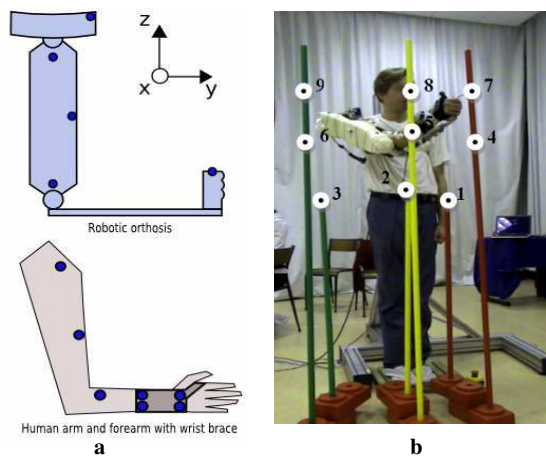 z
x
y
Robotic orthosis
Human arm and forearm with wrist brace
a
9
8
7
6
5
4
3
2
1
b